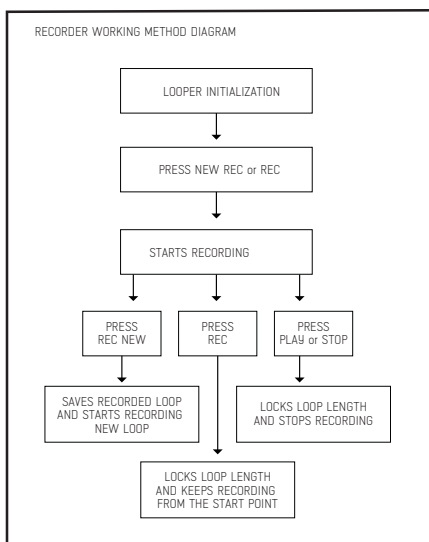 RECORDER WORKING METHOD DIAGRAM
LOOPER INITIALIZATION
PRESS NEW REC or REC
STARTS RECORDING
PRESS
REC NEW
PRESS
REC
PRESS
PLAY or STOP
SAVES RECORDED LOOP
AND STARTS RECORDING
NEW LOOP
LOCKS LOOP LENGTH
AND STOPS RECORDING
LOCKS LOOP LENGTH
AND KEEPS RECORDING
FROM THE START POINT